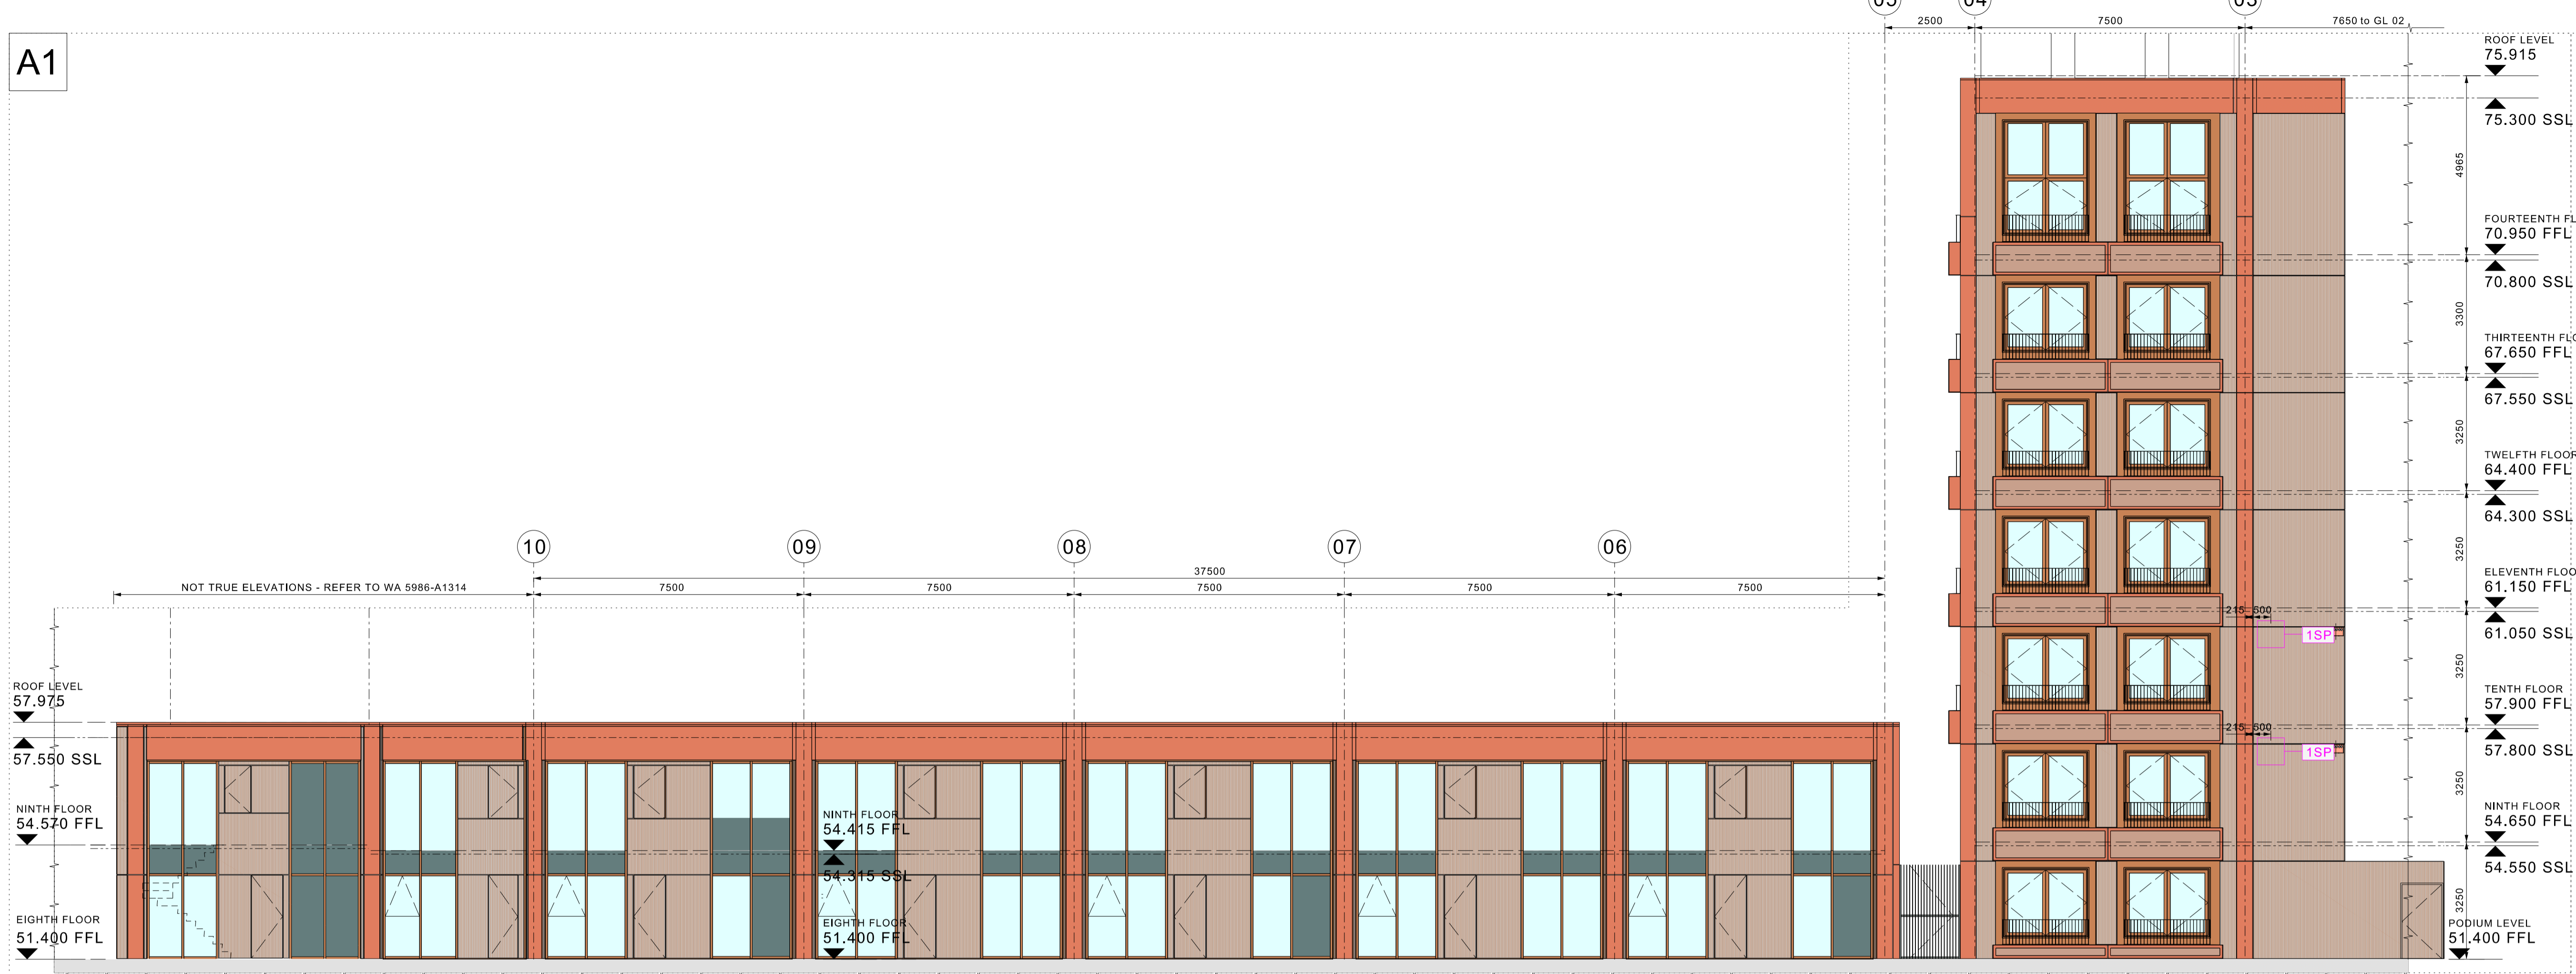 05
04
03
2500
7500
7650 to GL 02
A1
ROOF LEVEL
75.915
75.300 SSL
4965
FOURTEENTH FL
70.950 FFL
70.800 SSL
3300
THIRTEENTH FLO
67.650 FFL
67.550 SSL
3250
TWELFTH FLOOR
64.400 FFL
64.300 SSL
3250
ELEVENTH FLOO
61.150 FFL
61.050 SSL
215 500
1SP
3250
TENTH FLOOR
57.900 FFL
57.800 SSL
215 500
1SP
3250
NINTH FLOOR
54.650 FFL
54.550 SSL
3250
PODIUM LEVEL
51.400 FFL
10
09
08
07
06
37500
NOT TRUE ELEVATIONS - REFER TO WA 5986-A1314
7500
7500
7500
7500
7500
ROOF LEVEL
57.975
57.550 SSL
NINTH FLOOR
54.570 FFL
EIGHTH FLOOR
51.400 FFL
NINTH FLOOR
54.415 FFL
54.315 SSL
EIGHTH FLOOR
51.400 FFL